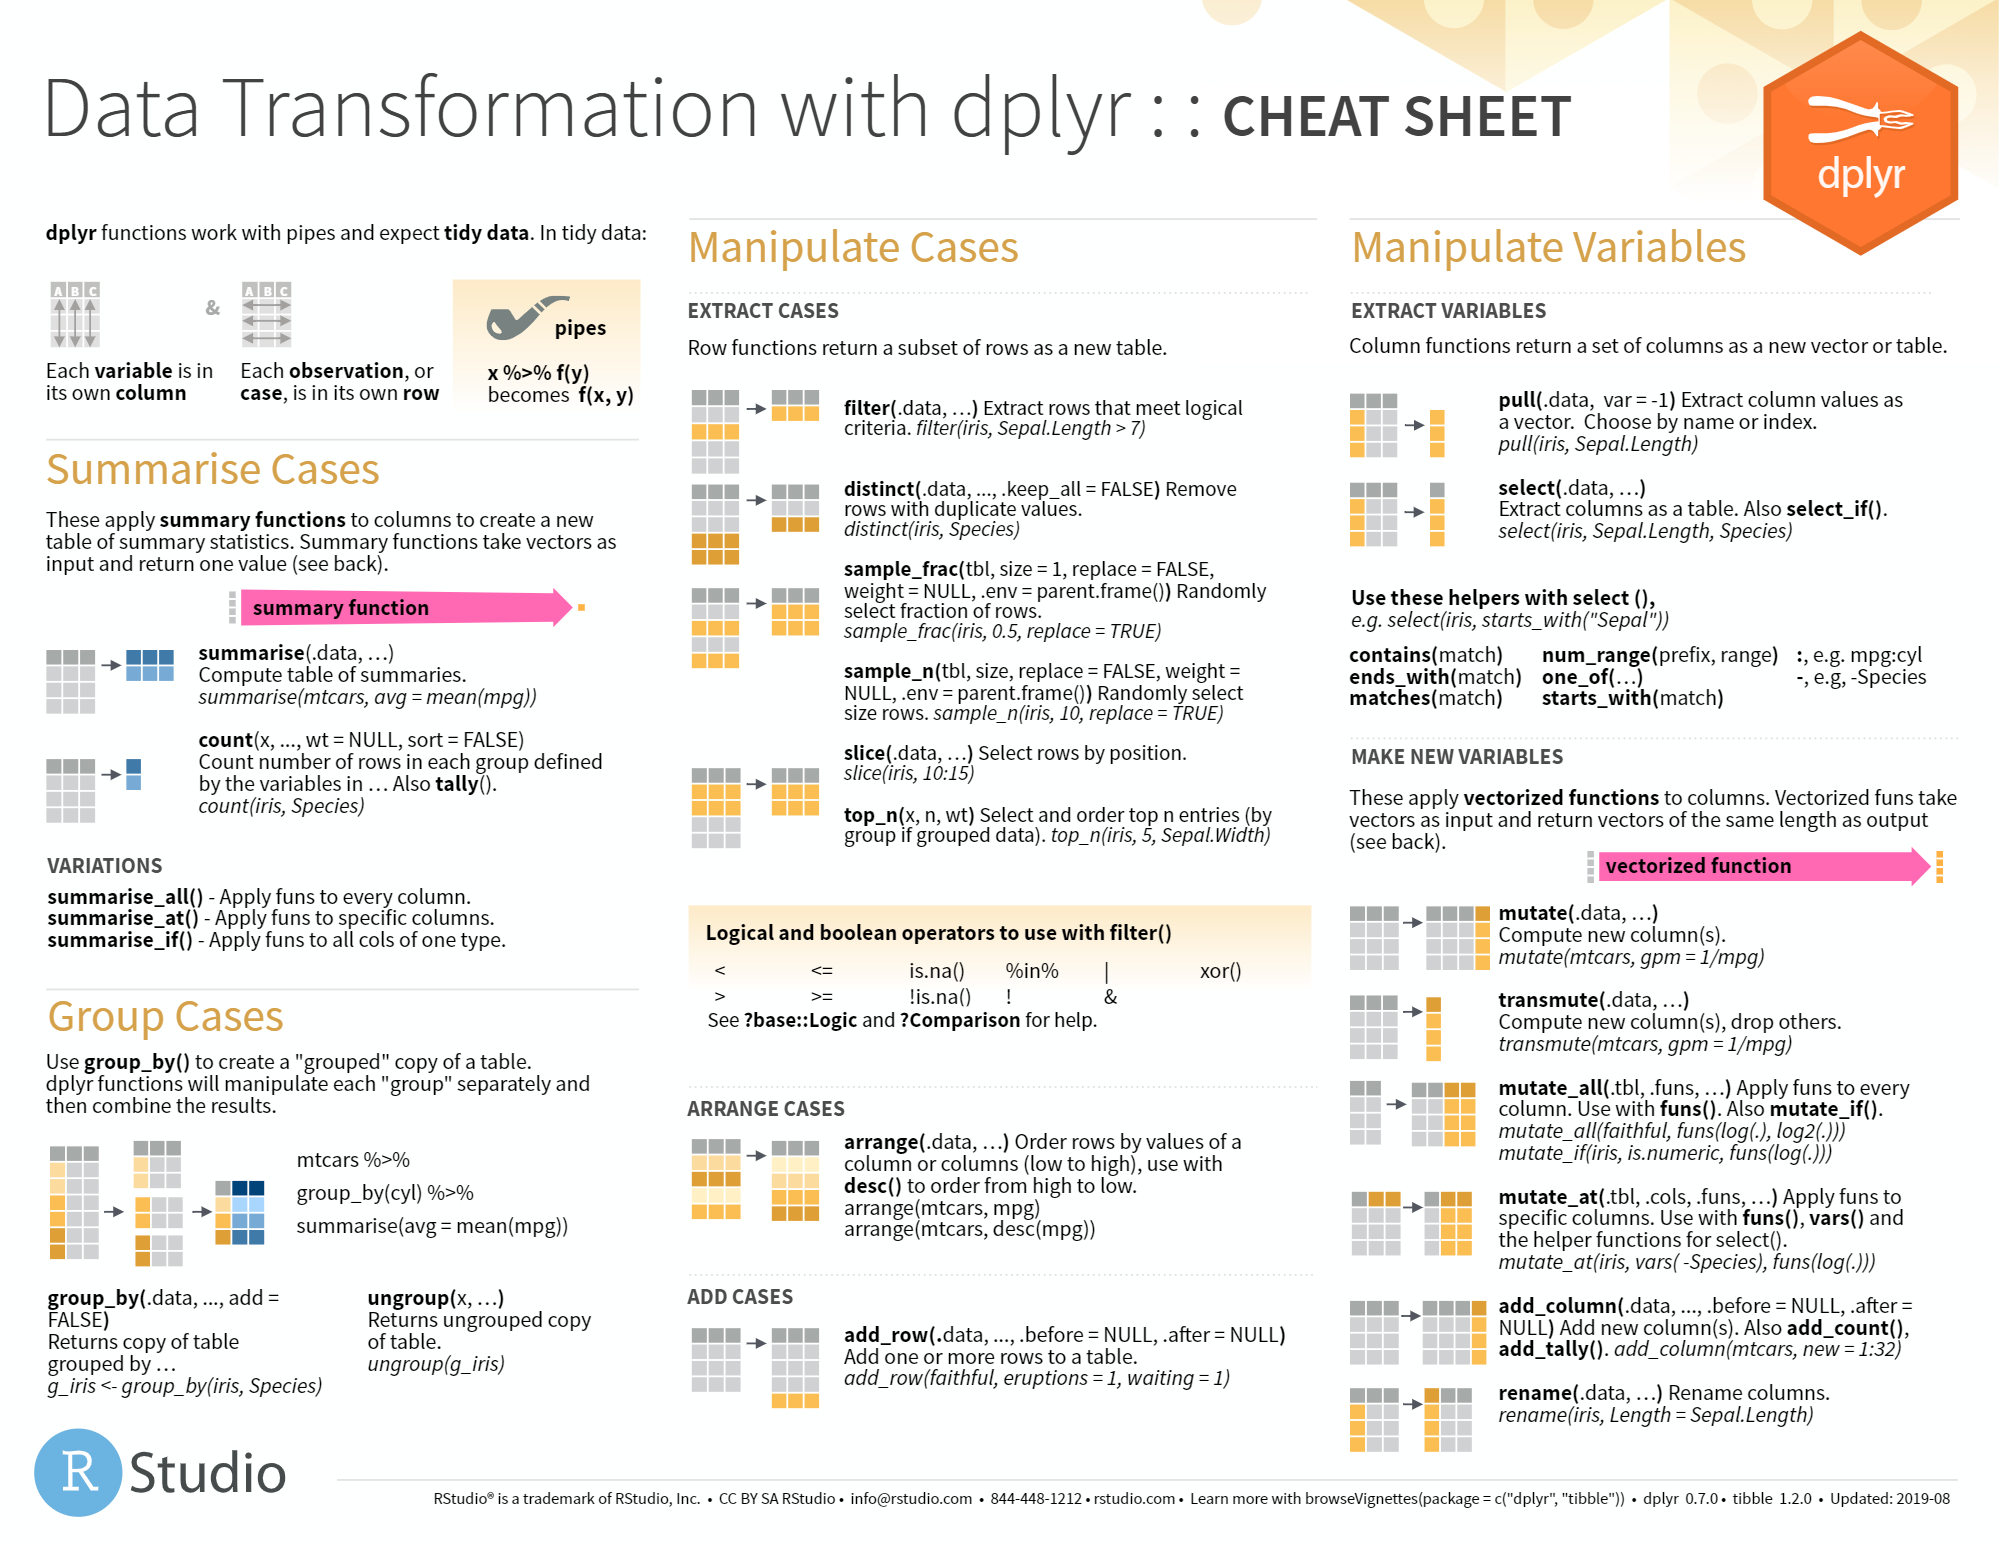 Data Transformation with dplyr : : CHEAT SHEET
dplyr
dplyr functions work with pipes and expect tidy data. In tidy data:
A B C
&
A B C
pipes
Each variable is in
its own column
Each observation, or
case, is in its own row
x %>% f(y)
becomes f(x, y)
Summarise Cases
These apply summary functions to columns to create a new
table of summary statistics. Summary functions take vectors as
input and return one value (see back).
summary function
summarise(.data, …)
Compute table of summaries.
summarise(mtcars, avg = mean(mpg))
count(x, ..., wt = NULL, sort = FALSE)
Count number of rows in each group defined
by the variables in … Also tally().
count(iris, Species)
VARIATIONS
summarise_all() - Apply funs to every column.
summarise_at() - Apply funs to specific columns.
summarise_if() - Apply funs to all cols of one type.
Group Cases
Use group_by() to create a "grouped" copy of a table.
dplyr functions will manipulate each "group" separately and
then combine the results.
mtcars %>%
group_by(cyl) %>%
summarise(avg = mean(mpg))
group_by(.data, ..., add =
FALSE)
Returns copy of table
grouped by …
g_iris <- group_by(iris, Species)
ungroup(x, …)
Returns ungrouped copy
of table.
ungroup(g_iris)
Manipulate Cases
EXTRACT CASES
Row functions return a subset of rows as a new table.
filter(.data, …) Extract rows that meet logical
criteria. filter(iris, Sepal.Length > 7)
distinct(.data, ..., .keep_all = FALSE) Remove
rows with duplicate values.
distinct(iris, Species)
sample_frac(tbl, size = 1, replace = FALSE,
weight = NULL, .env = parent.frame()) Randomly
select fraction of rows.
sample_frac(iris, 0.5, replace = TRUE)
sample_n(tbl, size, replace = FALSE, weight =
NULL, .env = parent.frame()) Randomly select
size rows. sample_n(iris, 10, replace = TRUE)
slice(.data, …) Select rows by position.
slice(iris, 10:15)
top_n(x, n, wt) Select and order top n entries (by
group if grouped data). top_n(iris, 5, Sepal.Width)
Logical and boolean operators to use with filter()
< <= is.na() %in% | xor()
> >= !is.na() ! &
See ?base::Logic and ?Comparison for help.
ARRANGE CASES
arrange(.data, …) Order rows by values of a
column or columns (low to high), use with
desc() to order from high to low.
arrange(mtcars, mpg)
arrange(mtcars, desc(mpg))
ADD CASES
add_row(.data, ..., .before = NULL, .after = NULL)
Add one or more rows to a table.
add_row(faithful, eruptions = 1, waiting = 1)
Manipulate Variables
EXTRACT VARIABLES
Column functions return a set of columns as a new vector or table.
pull(.data, var = -1) Extract column values as
a vector. Choose by name or index.
pull(iris, Sepal.Length)
select(.data, …)
Extract columns as a table. Also select_if().
select(iris, Sepal.Length, Species)
Use these helpers with select (),
e.g. select(iris, starts_with("Sepal"))
contains(match) num_range(prefix, range) :, e.g. mpg:cyl
ends_with(match) one_of(…) -, e.g, -Species
matches(match) starts_with(match)
MAKE NEW VARIABLES
These apply vectorized functions to columns. Vectorized funs take
vectors as input and return vectors of the same length as output
(see back).
vectorized function
mutate(.data, …)
Compute new column(s).
mutate(mtcars, gpm = 1/mpg)
transmute(.data, …)
Compute new column(s), drop others.
transmute(mtcars, gpm = 1/mpg)
mutate_all(.tbl, .funs, …) Apply funs to every
column. Use with funs(). Also mutate_if().
mutate_all(faithful, funs(log(.), log2(.)))
mutate_if(iris, is.numeric, funs(log(.)))
mutate_at(.tbl, .cols, .funs, …) Apply funs to
specific columns. Use with funs(), vars() and
the helper functions for select().
mutate_at(iris, vars( -Species), funs(log(.)))
add_column(.data, ..., .before = NULL, .after =
NULL) Add new column(s). Also add_count(),
add_tally(). add_column(mtcars, new = 1:32)
rename(.data, …) Rename columns.
rename(iris, Length = Sepal.Length)
R Studio
RStudio® is a trademark of RStudio, Inc. • CC BY SA RStudio • info@rstudio.com • 844-448-1212 • rstudio.com • Learn more with browseVignettes(package = c("dplyr", "tibble")) • dplyr 0.7.0 • tibble 1.2.0 • Updated: 2019-08